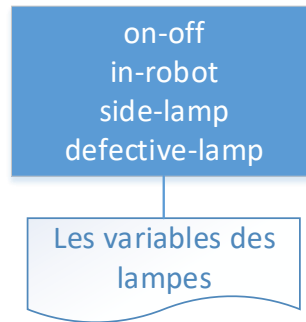 on-off
in-robot
side-lamp
defective-lamp
Les variables des
lampes